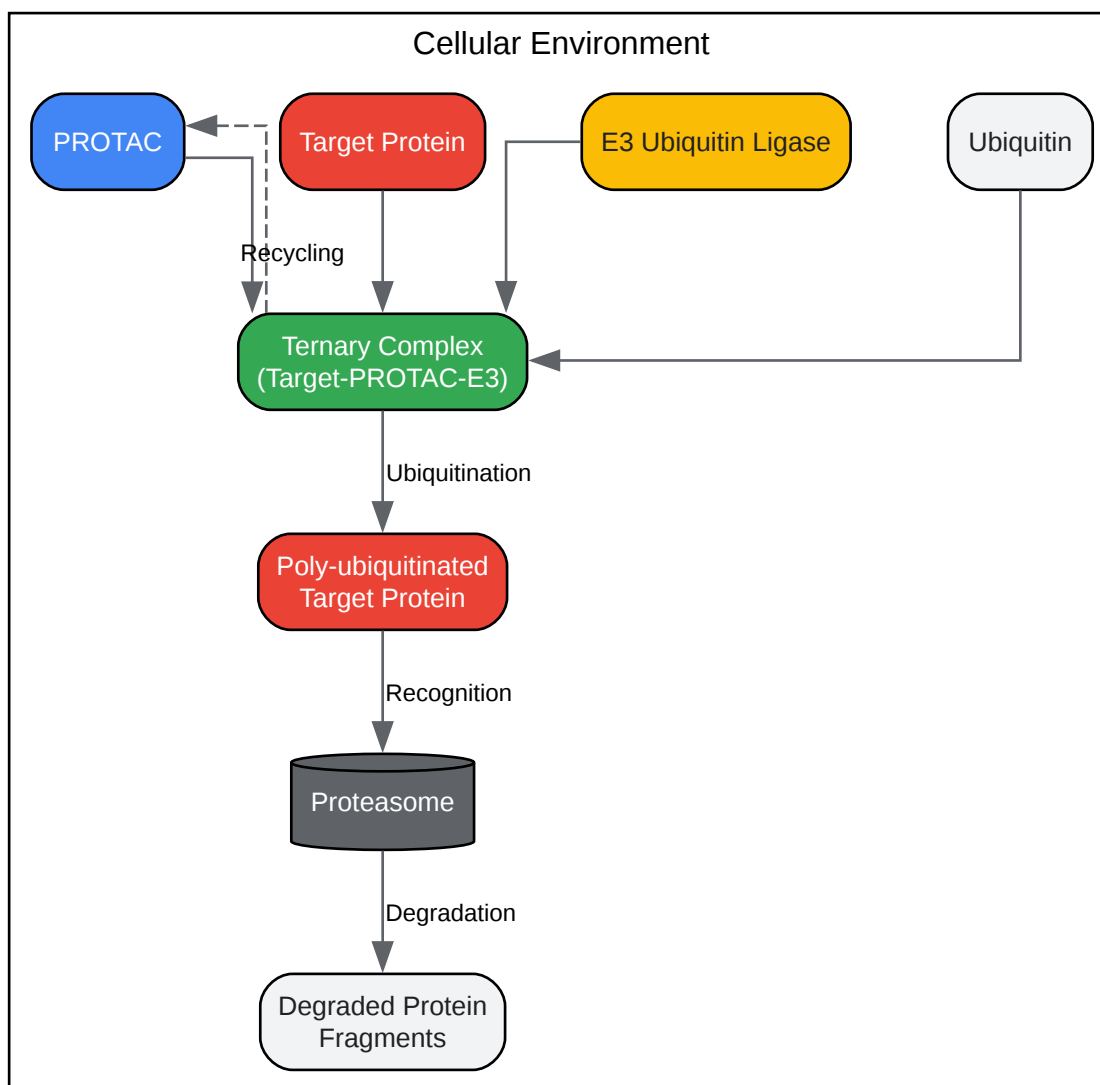 Cellular Environment
PROTAC
Target Protein
E3 Ubiquitin Ligase
Ubiquitin
Recycling
Ternary Complex
(Target-PROTAC-E3)
Ubiquitination
Poly-ubiquitinated
Target Protein
Recognition
Proteasome
Degradation
Degraded Protein
Fragments